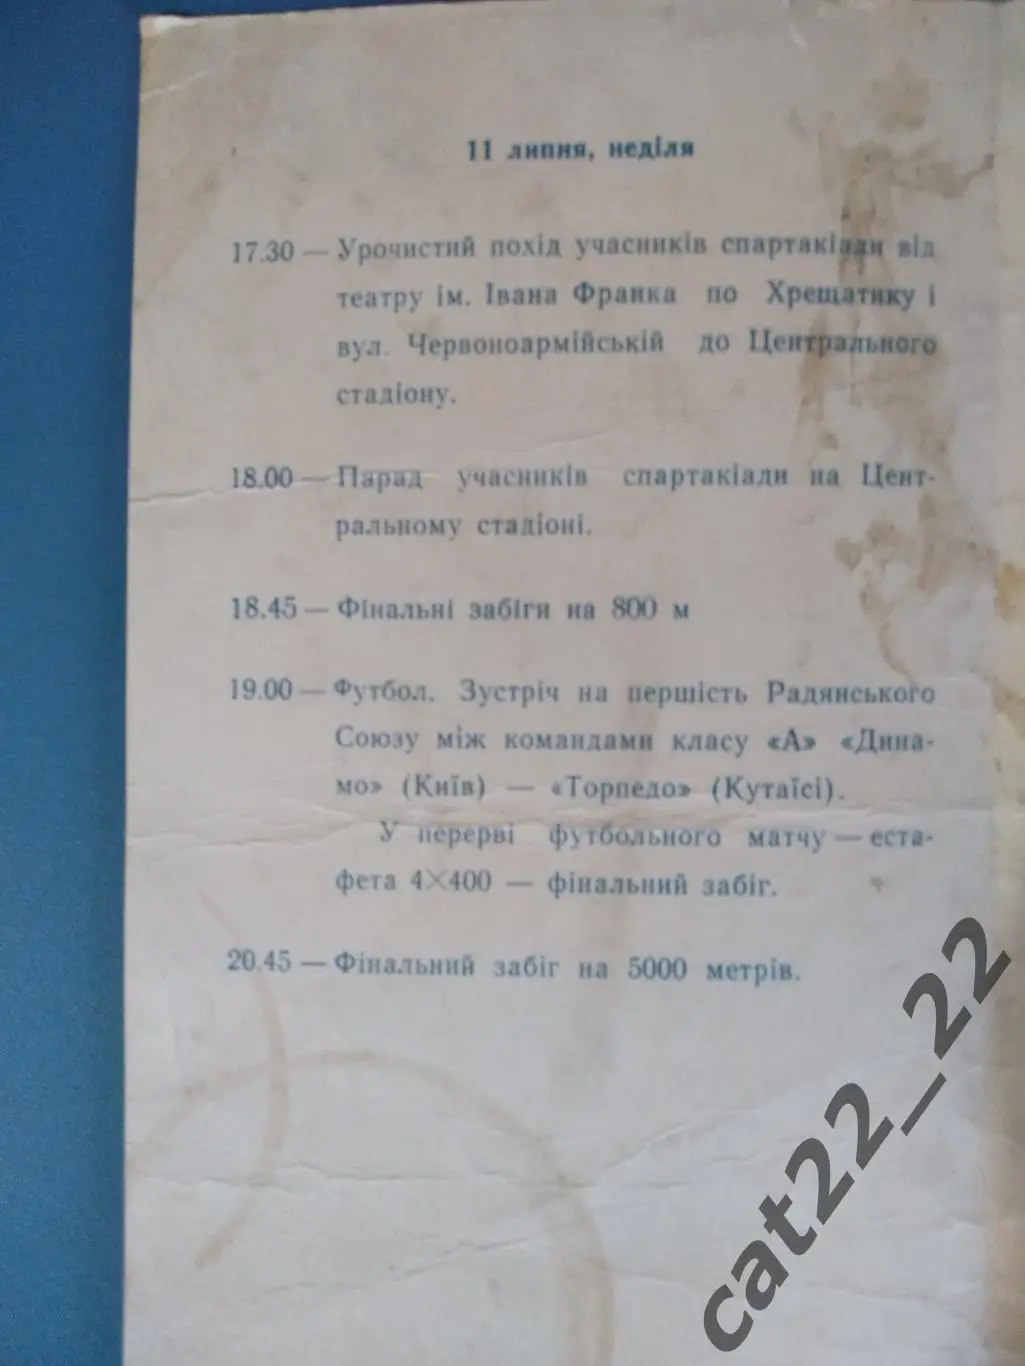 11 липня, неділя
17.30 — Урочистий похід учасників спартакіади від
театру ім. Івана Франка по Хрещатику і
вул. Червоноармійській до Центрального
стадіону.
18.00 — Парад учасників спартакіади на Цент-
ральному стадіоні.
18.45 — Фінальні забіги на 800 м
19.00 — Футбол. Зустріч на першість Радянського
Союзу між командами класу «А» «Дина-
мо» (Київ) — «Торпедо» (Кутаїсі).
У перерві футбольного матчу — еста-
фета 4×400 — фінальний забіг.
20.45 — Фінальний забіг на 5000 метрів.
cat22_22